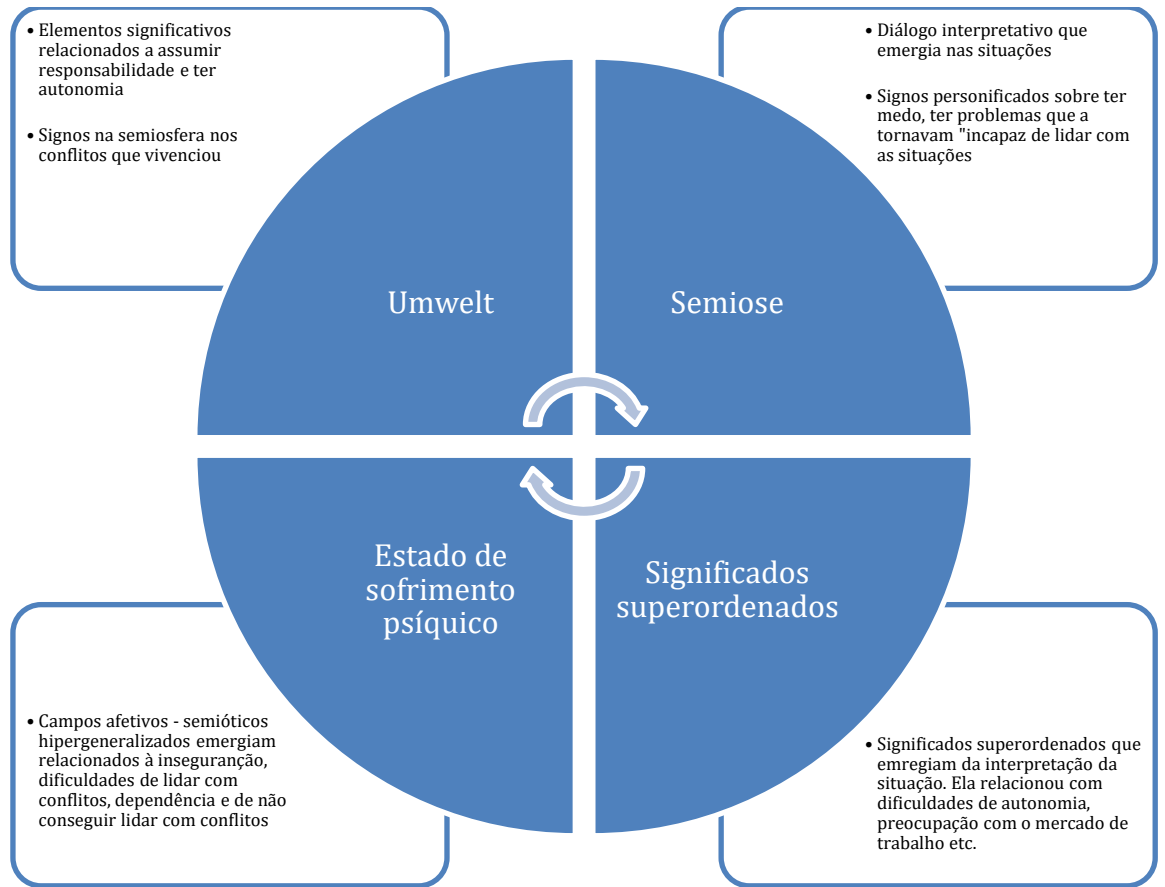 • Elementos significativos
relacionados a assumir
responsabilidade e ter
autonomia
• Signos na semiosfera nos
conflitos que vivenciou
• Diálogo interpretativo que
emergia nas situações
• Signos personificados sobre ter
medo, ter problemas que a
tornavam "incapaz de lidar com
as situações
Umwelt
Semiose
Estado de
sofrimento
psíquico
Significados
superordenados
• Campos afetivos - semióticos
hipergeneralizados emergiam
relacionados à insegurança,
dificuldades de lidar com
conflitos, dependência e de não
conseguir lidar com conflitos
• Significados superordenados que
emregiam da interpretação da
situação. Ela relacionou com
dificuldades de autonomia,
preocupação com o mercado de
trabalho etc.